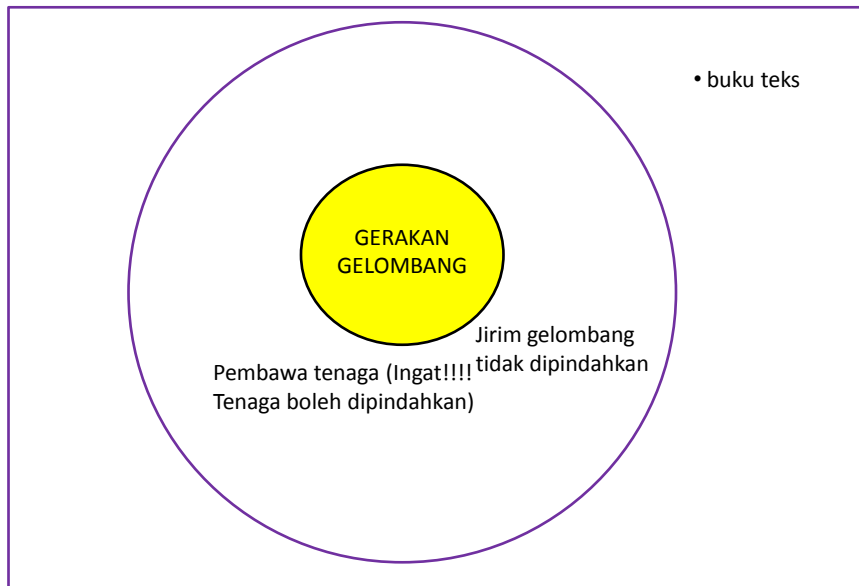 • buku teks
GERAKAN
GELOMBANG
Jirim gelombang
tidak dipindahkan
Pembawa tenaga (Ingat!!!!
Tenaga boleh dipindahkan)